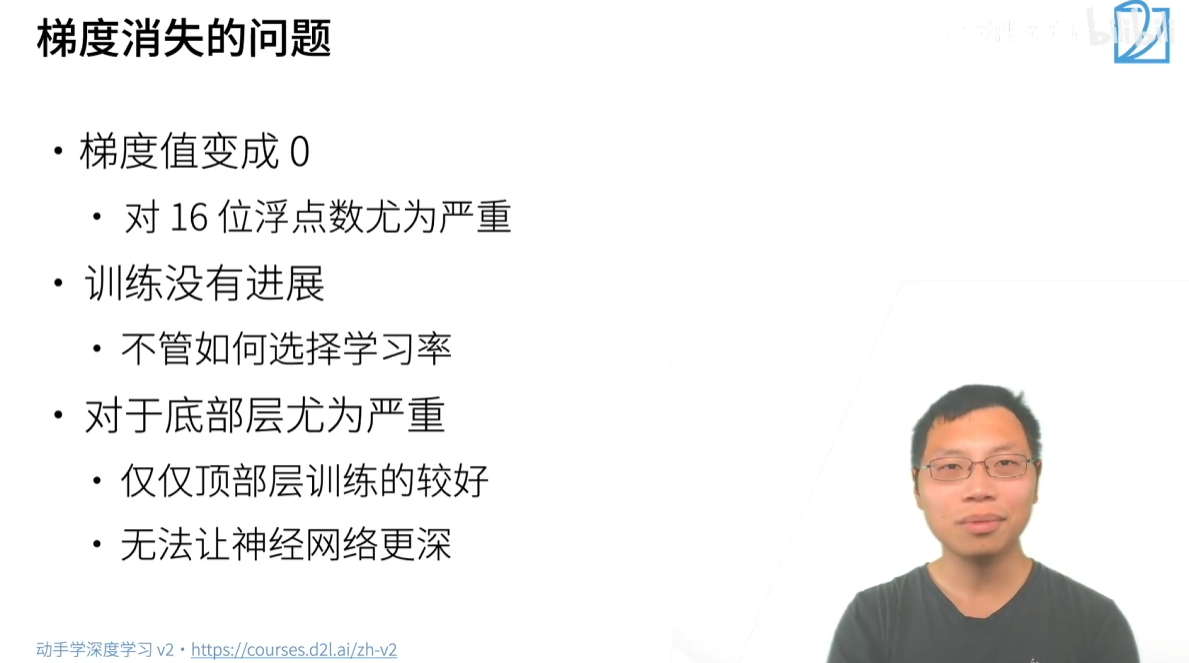 梯度消失的问题
bilibili
• 梯度值变成 0
• 对 16 位浮点数尤为严重
• 训练没有进展
• 不管如何选择学习率
• 对于底部层尤为严重
• 仅仅顶部层训练的较好
• 无法让神经网络更深
动手学深度学习 v2 • https://courses.d2l.ai/zh-v2